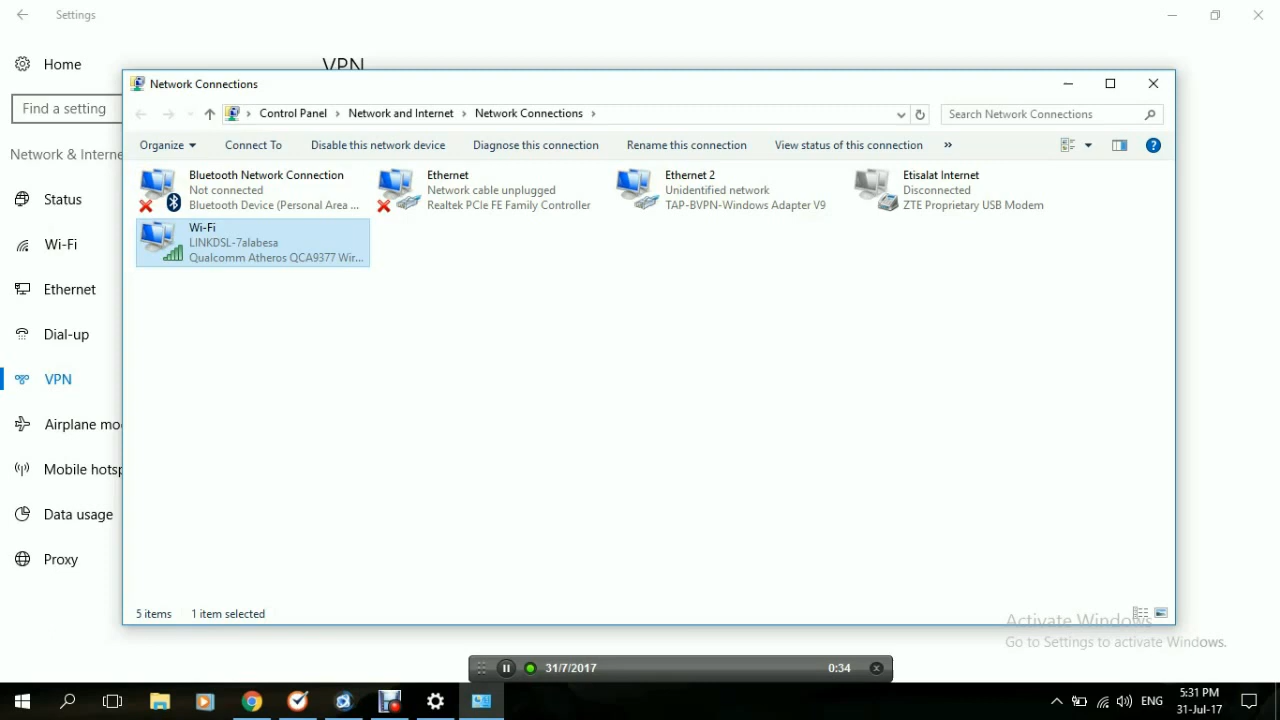 Settings
Home
VPN
Find a setting
Network & Interne
Status
Wi-Fi
Ethernet
Dial-up
VPN
Airplane mo
Mobile hotsp
Data usage
Proxy
Network Connections
Control Panel > Network and Internet > Network Connections >
Search Network Connections
Organize Connect To Disable this network device Diagnose this connection Rename this connection View status of this connection »
Bluetooth Network Connection
Not connected
Bluetooth Device (Personal Area ...
Ethernet
Network cable unplugged
Realtek PCIe FE Family Controller
Ethernet 2
Unidentified network
TAP-BVPN-Windows Adapter V9
Etisalat Internet
Disconnected
ZTE Proprietary USB Modem
Wi-Fi
LINKDSL-7alabesa
Qualcomm Atheros QCA9377 Wir...
5 items 1 item selected
Activate Windows
Go to Settings to activate Windows.
31/7/2017 0:34
ENG
5:31 PM
31-Jul-17